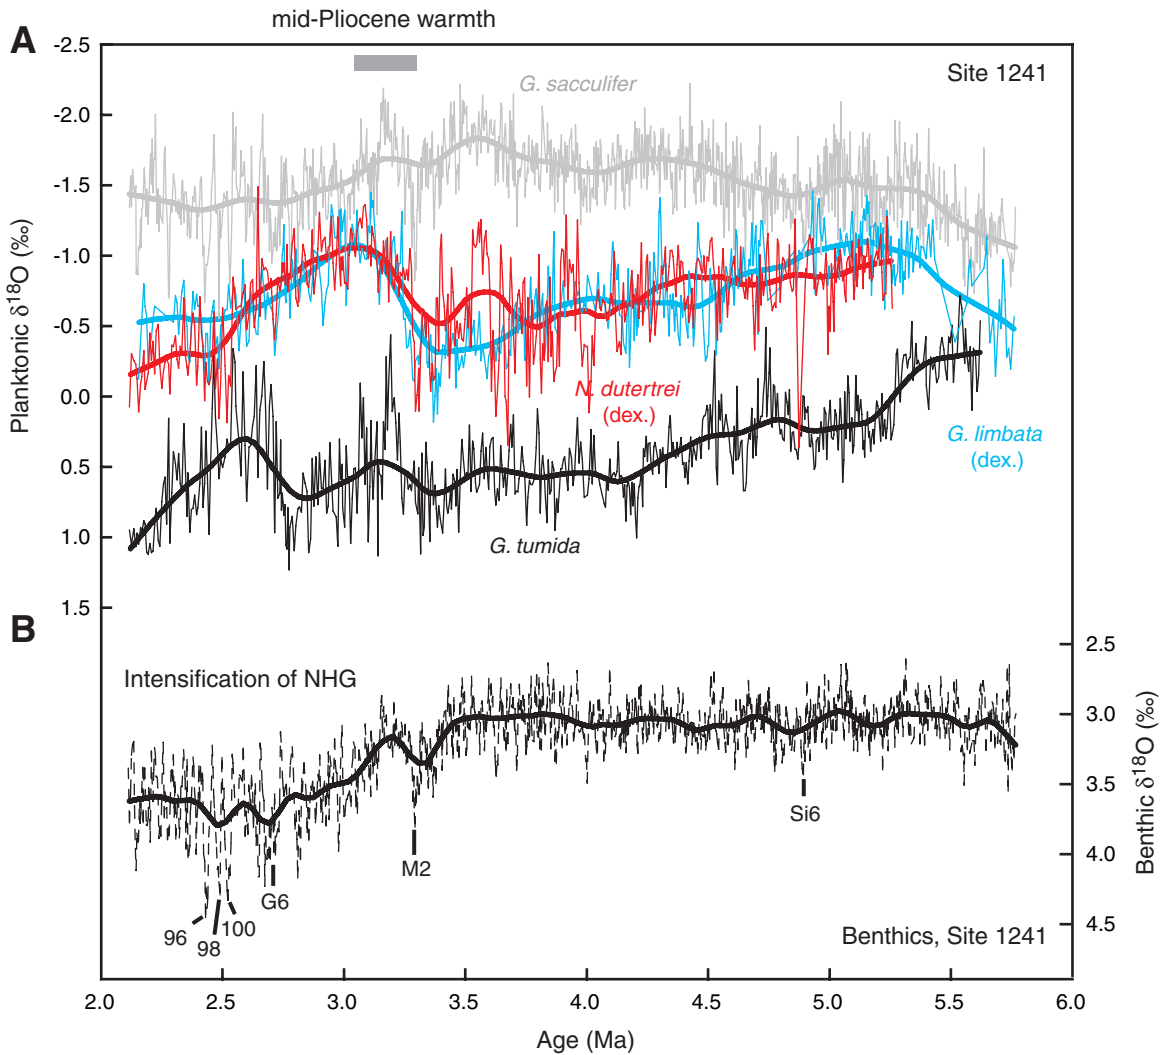 mid-Pliocene warmth
A
-2.5
-2.0
-1.5
-1.0
-0.5
0.0
0.5
1.0
1.5
Planktonic δ18O (‰)
G. sacculifer
Site 1241
N. dutertrei
(dex.)
G. limbata
(dex.)
G. tumida
B
Intensification of NHG
2.5
3.0
3.5
4.0
4.5
Benthic δ18O (‰)
Si6
M2
G6
100
96
98
Benthics, Site 1241
2.0
2.5
3.0
3.5
4.0
4.5
5.0
5.5
6.0
Age (Ma)